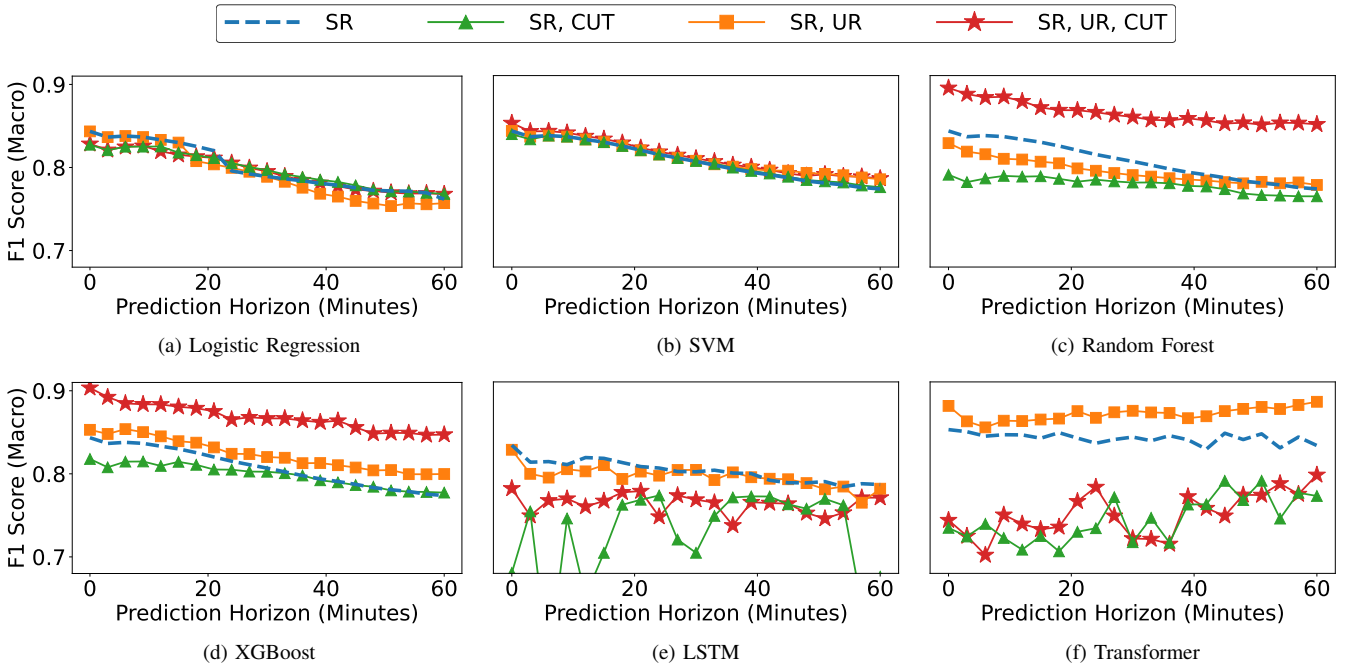 SR SR, CUT SR, UR SR, UR, CUT
F1 Score (Macro)
0.9
0.8
0.7
0 20 40 60
Prediction Horizon (Minutes)
(a) Logistic Regression
0 20 40 60
Prediction Horizon (Minutes)
(b) SVM
0 20 40 60
Prediction Horizon (Minutes)
(c) Random Forest
F1 Score (Macro)
0.9
0.8
0.7
0 20 40 60
Prediction Horizon (Minutes)
(d) XGBoost
0 20 40 60
Prediction Horizon (Minutes)
(e) LSTM
0 20 40 60
Prediction Horizon (Minutes)
(f) Transformer